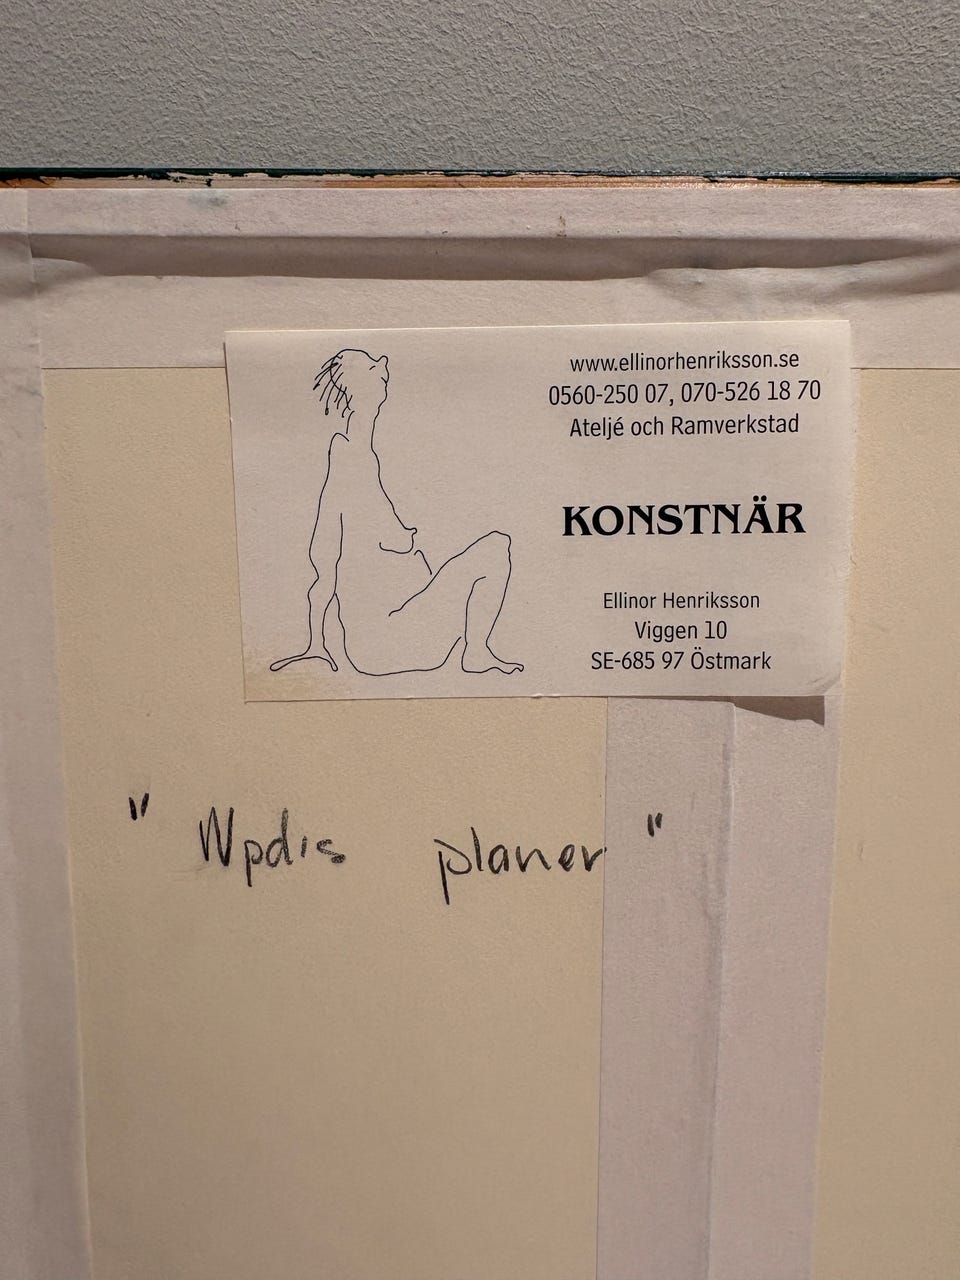 www.ellinorhenriksson.se
0560-250 07, 070-526 18 70
Ateljé och Ramverkstad
KONSTNÄR
Ellinor Henriksson
Viggen 10
SE-685 97 Östmark
" planer "